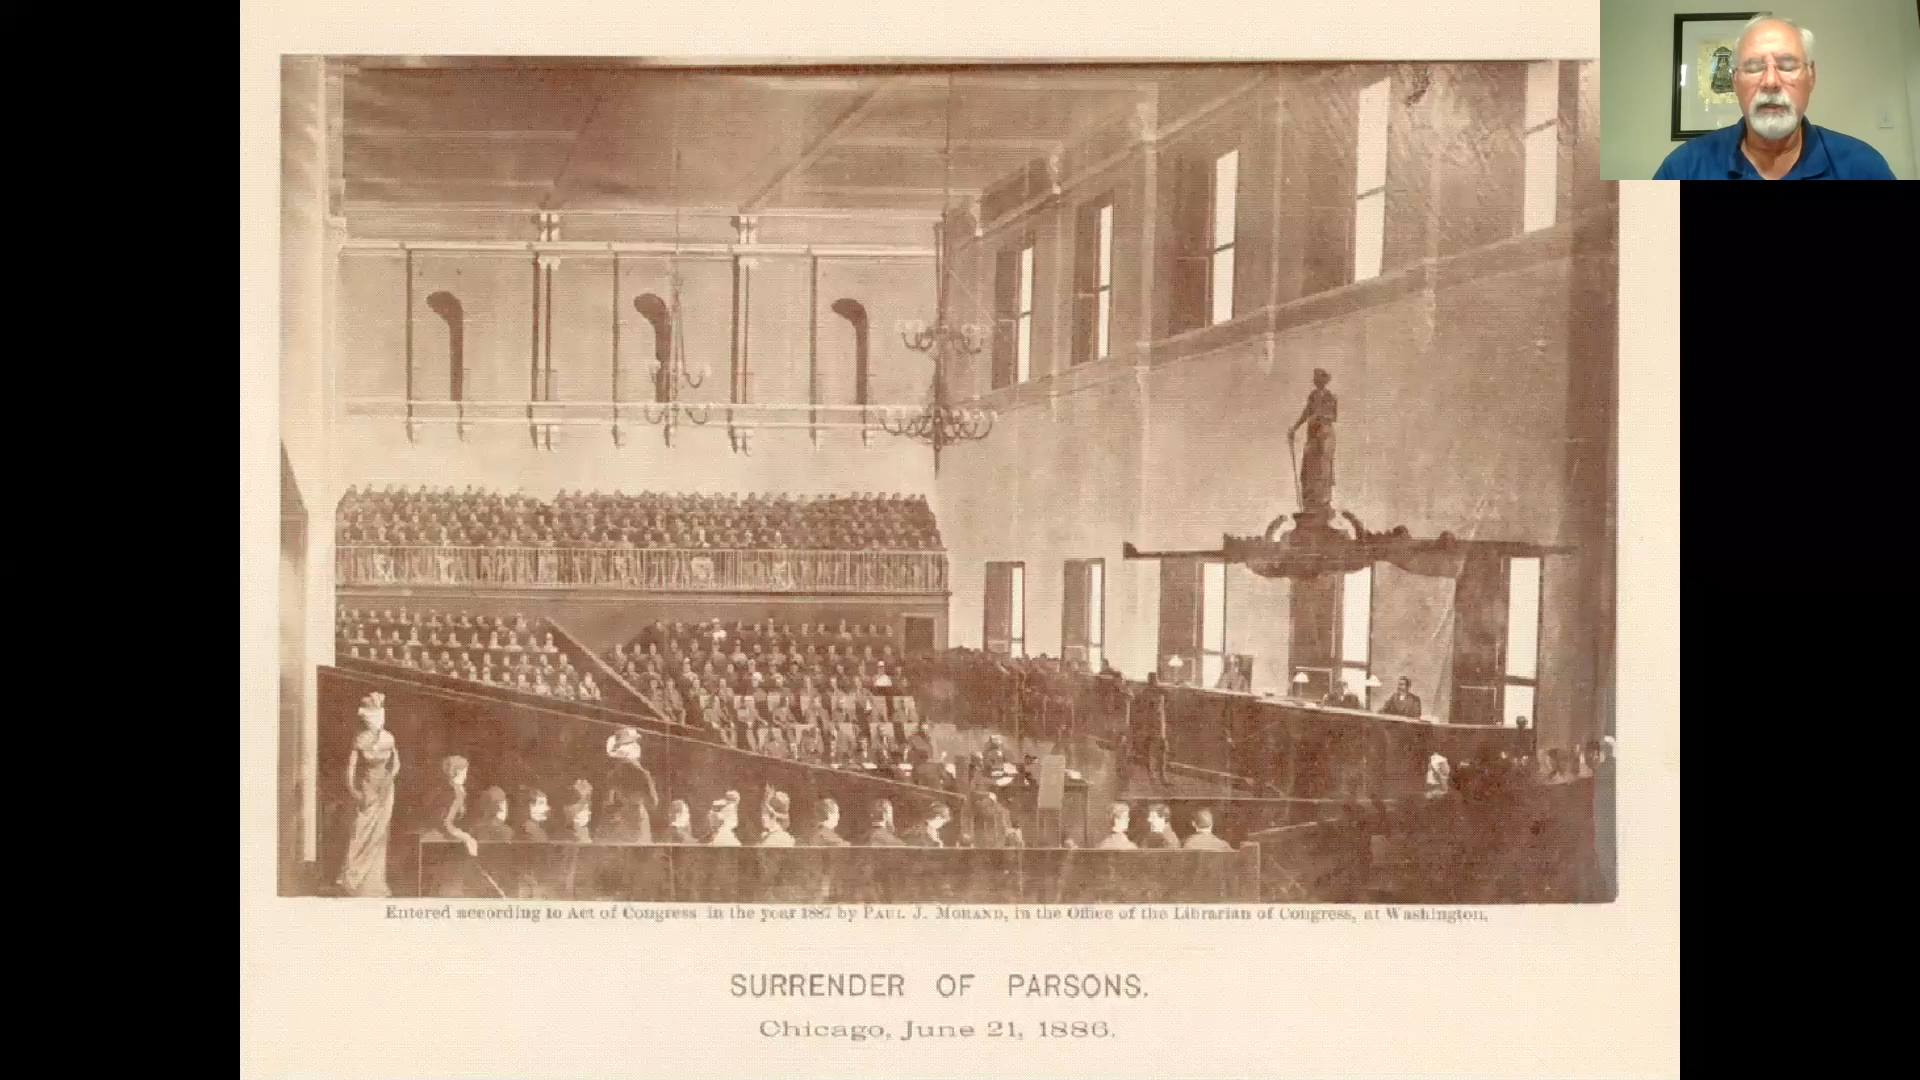 Entered according to Act of Congress in the year 1887 by PAUL J. MORAND, in the Office of the Librarian of Congress, at Washington,
SURRENDER OF PARSONS.
Chicago, June 21, 1886.